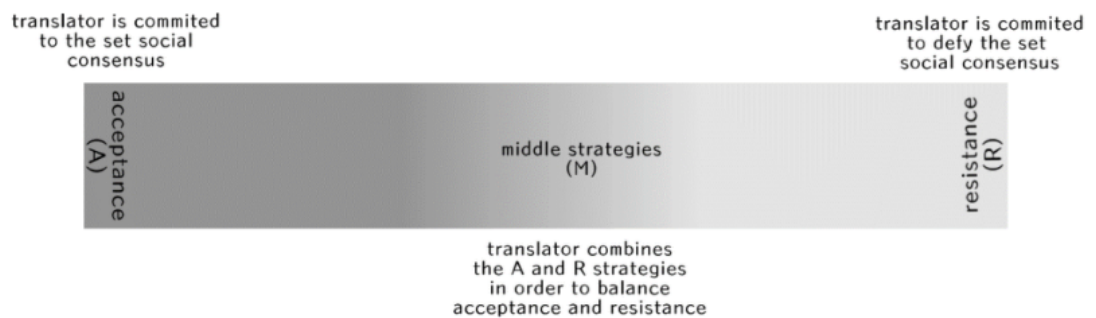 translator is commited
to the set social
consensus
translator is commited
to defy the set
social consensus
acceptance
(A)
middle strategies
(M)
resistance
(R)
translator combines
the A and R strategies
in order to balance
acceptance and resistance